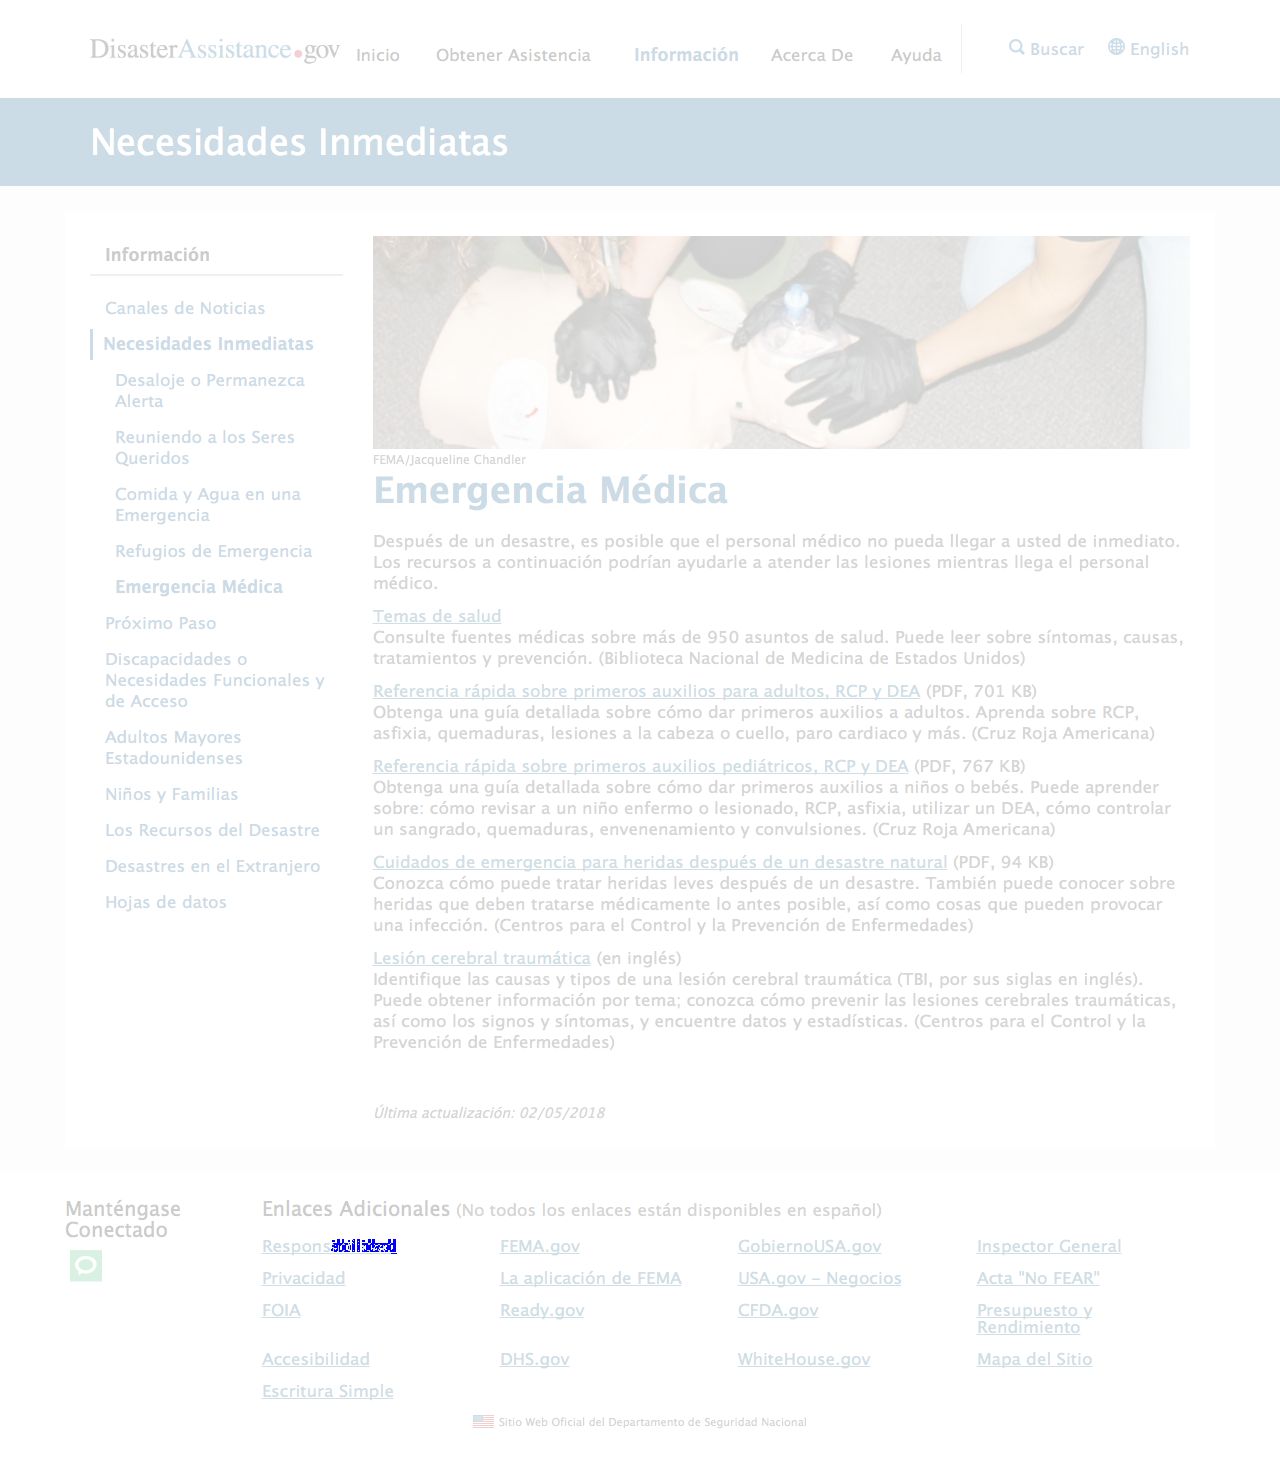 DisasterAssistance.gov
Inicio
Obtener Asistencia
Información
Acerca De
Ayuda
Buscar
English
Necesidades Inmediatas
Información
Canales de Noticias
Necesidades Inmediatas
Desaloje o Permanezca
Alerta
Reuniendo a los Seres
Queridos
Comida y Agua en una
Emergencia
Refugios de Emergencia
Emergencia Médica
Próximo Paso
Discapacidades o
Necesidades Funcionales y
de Acceso
Adultos Mayores
Estadounidenses
Niños y Familias
Los Recursos del Desastre
Desastres en el Extranjero
Hojas de datos
FEMA/Jacqueline Chandler
Emergencia Médica
Después de un desastre, es posible que el personal médico no pueda llegar a usted de inmediato.
Los recursos a continuación podrían ayudarle a atender las lesiones mientras llega el personal
médico.
Temas de salud
Consulte fuentes médicas sobre más de 950 asuntos de salud. Puede leer sobre síntomas, causas,
tratamientos y prevención. (Biblioteca Nacional de Medicina de Estados Unidos)
Referencia rápida sobre primeros auxilios para adultos, RCP y DEA (PDF, 701 KB)
Obtenga una guía detallada sobre cómo dar primeros auxilios a adultos. Aprenda sobre RCP,
asfixia, quemaduras, lesiones a la cabeza o cuello, paro cardiaco y más. (Cruz Roja Americana)
Referencia rápida sobre primeros auxilios pediátricos, RCP y DEA (PDF, 767 KB)
Obtenga una guía detallada sobre cómo dar primeros auxilios a niños o bebés. Puede aprender
sobre: cómo revisar a un niño enfermo o lesionado, RCP, asfixia, utilizar un DEA, cómo controlar
un sangrado, quemaduras, envenenamiento y convulsiones. (Cruz Roja Americana)
Cuidados de emergencia para heridas después de un desastre natural (PDF, 94 KB)
Conozca cómo puede tratar heridas leves después de un desastre. También puede conocer sobre
heridas que deben tratarse médicamente lo antes posible, así como cosas que pueden provocar
una infección. (Centros para el Control y la Prevención de Enfermedades)
Lesión cerebral traumática (en inglés)
Identifique las causas y tipos de una lesión cerebral traumática (TBI, por sus siglas en inglés).
Puede obtener información por tema; conozca cómo prevenir las lesiones cerebrales traumáticas,
así como los signos y síntomas, y encuentre datos y estadísticas. (Centros para el Control y la
Prevención de Enfermedades)
Última actualización: 02/05/2018
Manténgase
Conectado
Enlaces Adicionales (No todos los enlaces están disponibles en español)
FEMA.gov
GobiernoUSA.gov
Inspector General
Privacidad
La aplicación de FEMA
USA.gov - Negocios
Acta "No FEAR"
FOIA
Ready.gov
CFDA.gov
Presupuesto y
Rendimiento
Accesibilidad
DHS.gov
WhiteHouse.gov
Mapa del Sitio
Escritura Simple
Sitio Web Oficial del Departamento de Seguridad Nacional